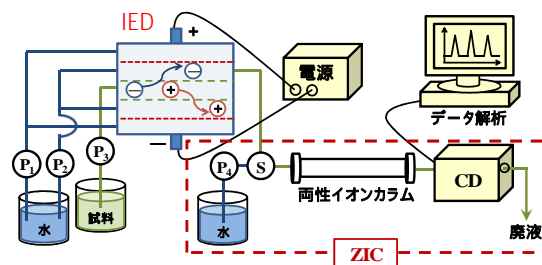 IED
+
電源
−
−
+
+
データ解析
−
P1
P2
P3
P4
S
両性イオンカラム
CD
水
試料
水
廃液
ZIC